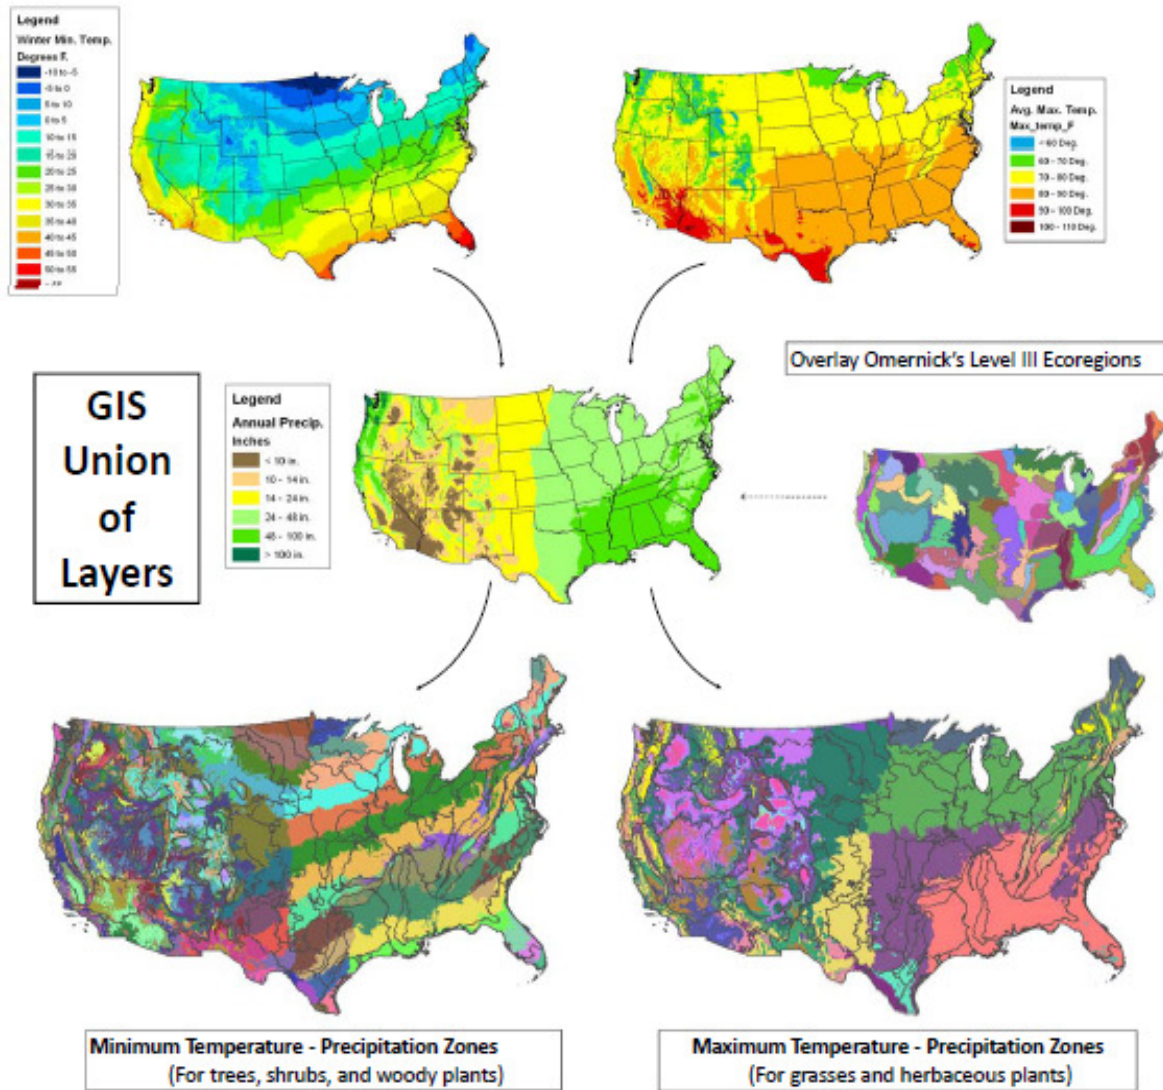 Legend
Winter Min. Temp.
Degrees F.
-10 to -5
-5 to 0
5 to 10
0 to 5
10 to 15
15 to 20
20 to 25
25 to 30
30 to 35
35 to 40
40 to 45
45 to 50
50 to 55
Legend
Avg. Max. Temp.
Max_temp_F
< 60 Deg.
60 - 70 Deg.
70 - 80 Deg.
80 - 90 Deg.
90 - 100 Deg.
100 - 110 Deg.
Overlay Omernick's Level III Ecoregions
GIS
Union
of
Layers
Legend
Annual Precip.
Inches
< 10 in.
10 - 14 in.
14 - 24 in.
24 - 48 in.
48 - 100 in.
> 100 in.
Minimum Temperature - Precipitation Zones
(For trees, shrubs, and woody plants)
Maximum Temperature - Precipitation Zones
(For grasses and herbaceous plants)